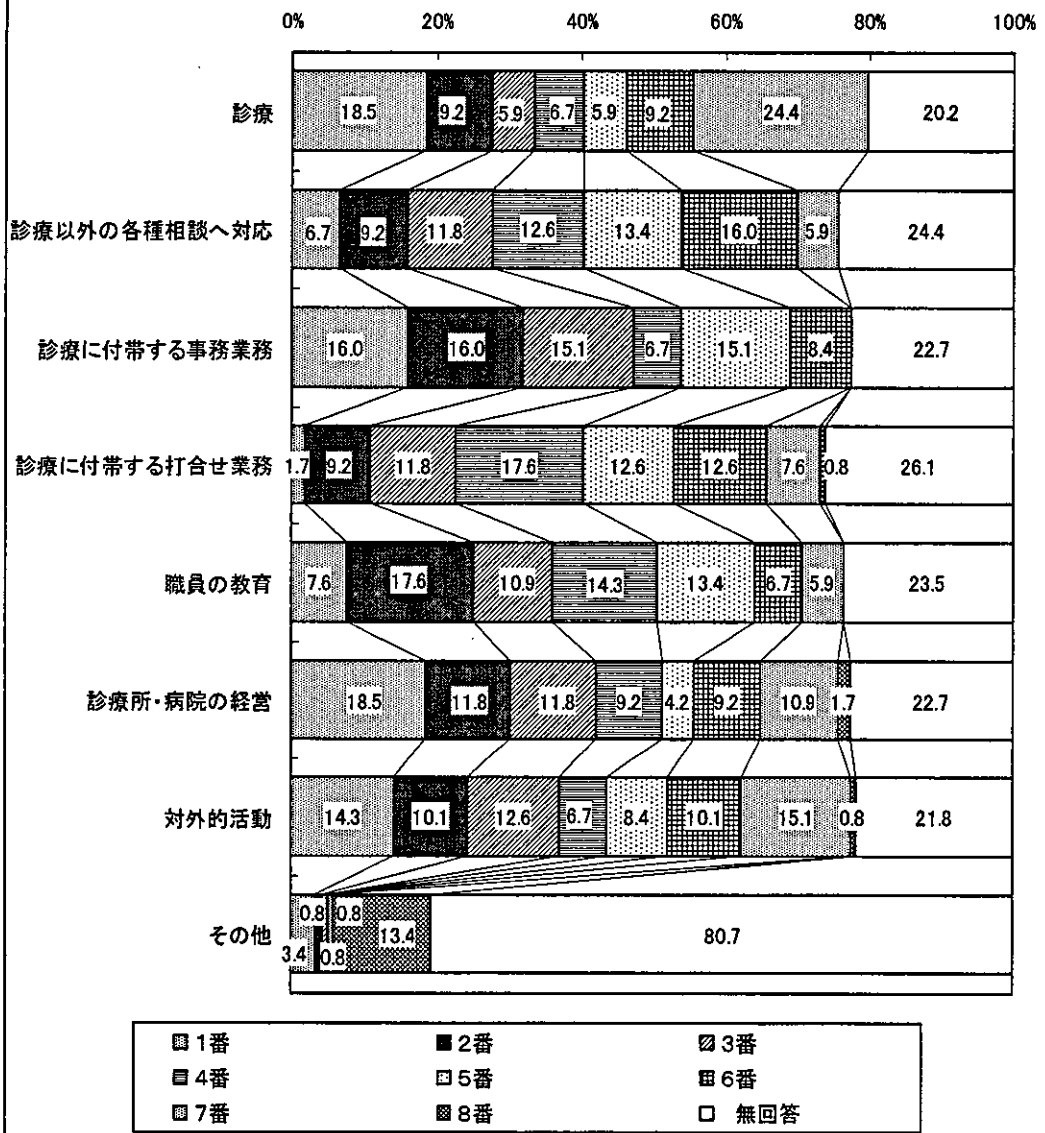 0% 20% 40% 60% 80% 100%
診療 18.5 9.2 5.9 6.7 5.9 9.2 24.4 20.2
診療以外の各種相談へ対応 6.7 9.2 11.8 12.6 13.4 16.0 5.9 24.4
診療に付帯する事務業務 16.0 16.0 15.1 6.7 15.1 8.4 22.7
診療に付帯する打合せ業務 1.7 9.2 11.8 17.6 12.6 12.6 7.6 0.8 26.1
職員の教育 7.6 17.6 10.9 14.3 13.4 6.7 5.9 23.5
診療所・病院の経営 18.5 11.8 11.8 9.2 4.2 9.2 10.9 1.7 22.7
対外的活動 14.3 10.1 12.6 6.7 8.4 10.1 15.1 0.8 21.8
その他 3.4 0.8 0.8 0.8 13.4 80.7
1番 2番 3番
4番 5番 6番
7番 8番 無回答